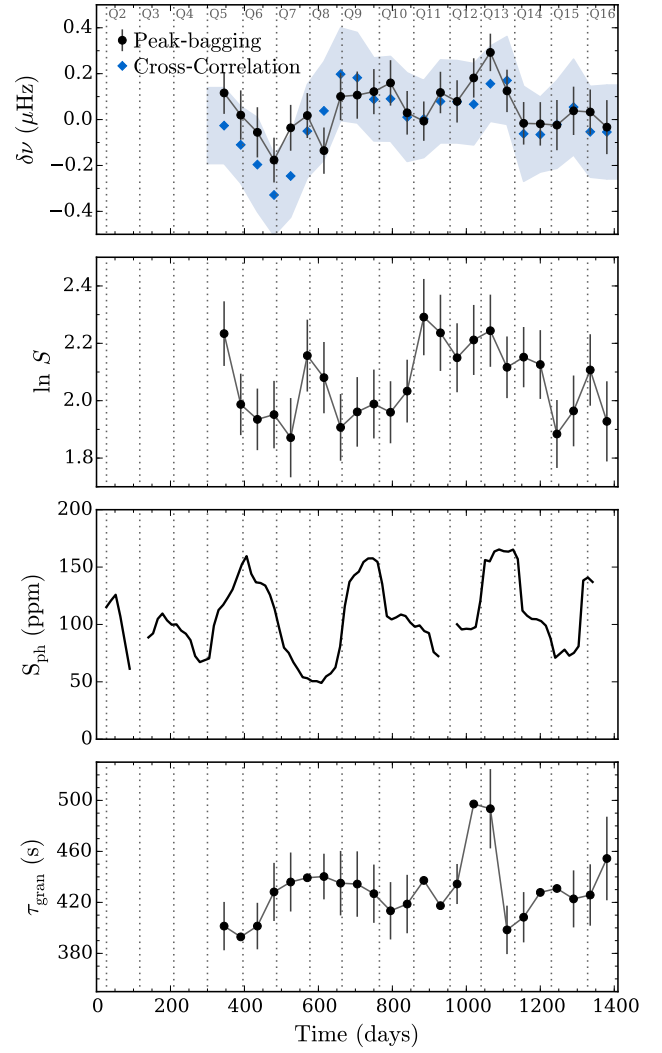 Q2 Q3 Q4 Q5 Q6 Q7 Q8 Q9 Q10 Q11 Q12 Q13 Q14 Q15 Q16
Peak-bagging
Cross-Correlation
0.4
0.2
0.0
−0.2
−0.4
δν (μHz)
2.4
2.2
2.0
1.8
ln S
200
150
100
50
0
S_ph (ppm)
500
460
420
380
τ_gran (s)
0 200 400 600 800 1000 1200 1400
Time (days)